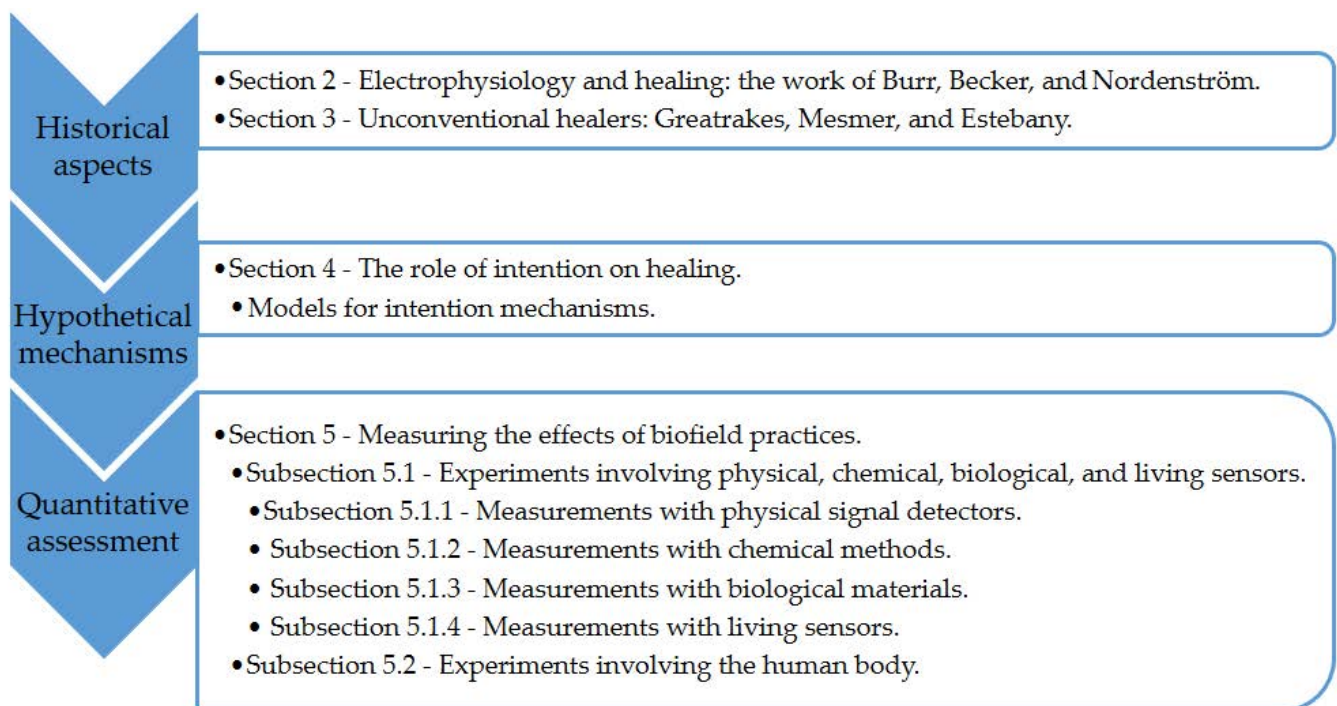 Historical
aspects
• Section 2 - Electrophysiology and healing: the work of Burr, Becker, and Nordenström.
• Section 3 - Unconventional healers: Greatrakes, Mesmer, and Estebany.
Hypothetical
mechanisms
• Section 4 - The role of intention on healing.
• Models for intention mechanisms.
Quantitative
assessment
• Section 5 - Measuring the effects of biofield practices.
• Subsection 5.1 - Experiments involving physical, chemical, biological, and living sensors.
• Subsection 5.1.1 - Measurements with physical signal detectors.
• Subsection 5.1.2 - Measurements with chemical methods.
• Subsection 5.1.3 - Measurements with biological materials.
• Subsection 5.1.4 - Measurements with living sensors.
• Subsection 5.2 - Experiments involving the human body.